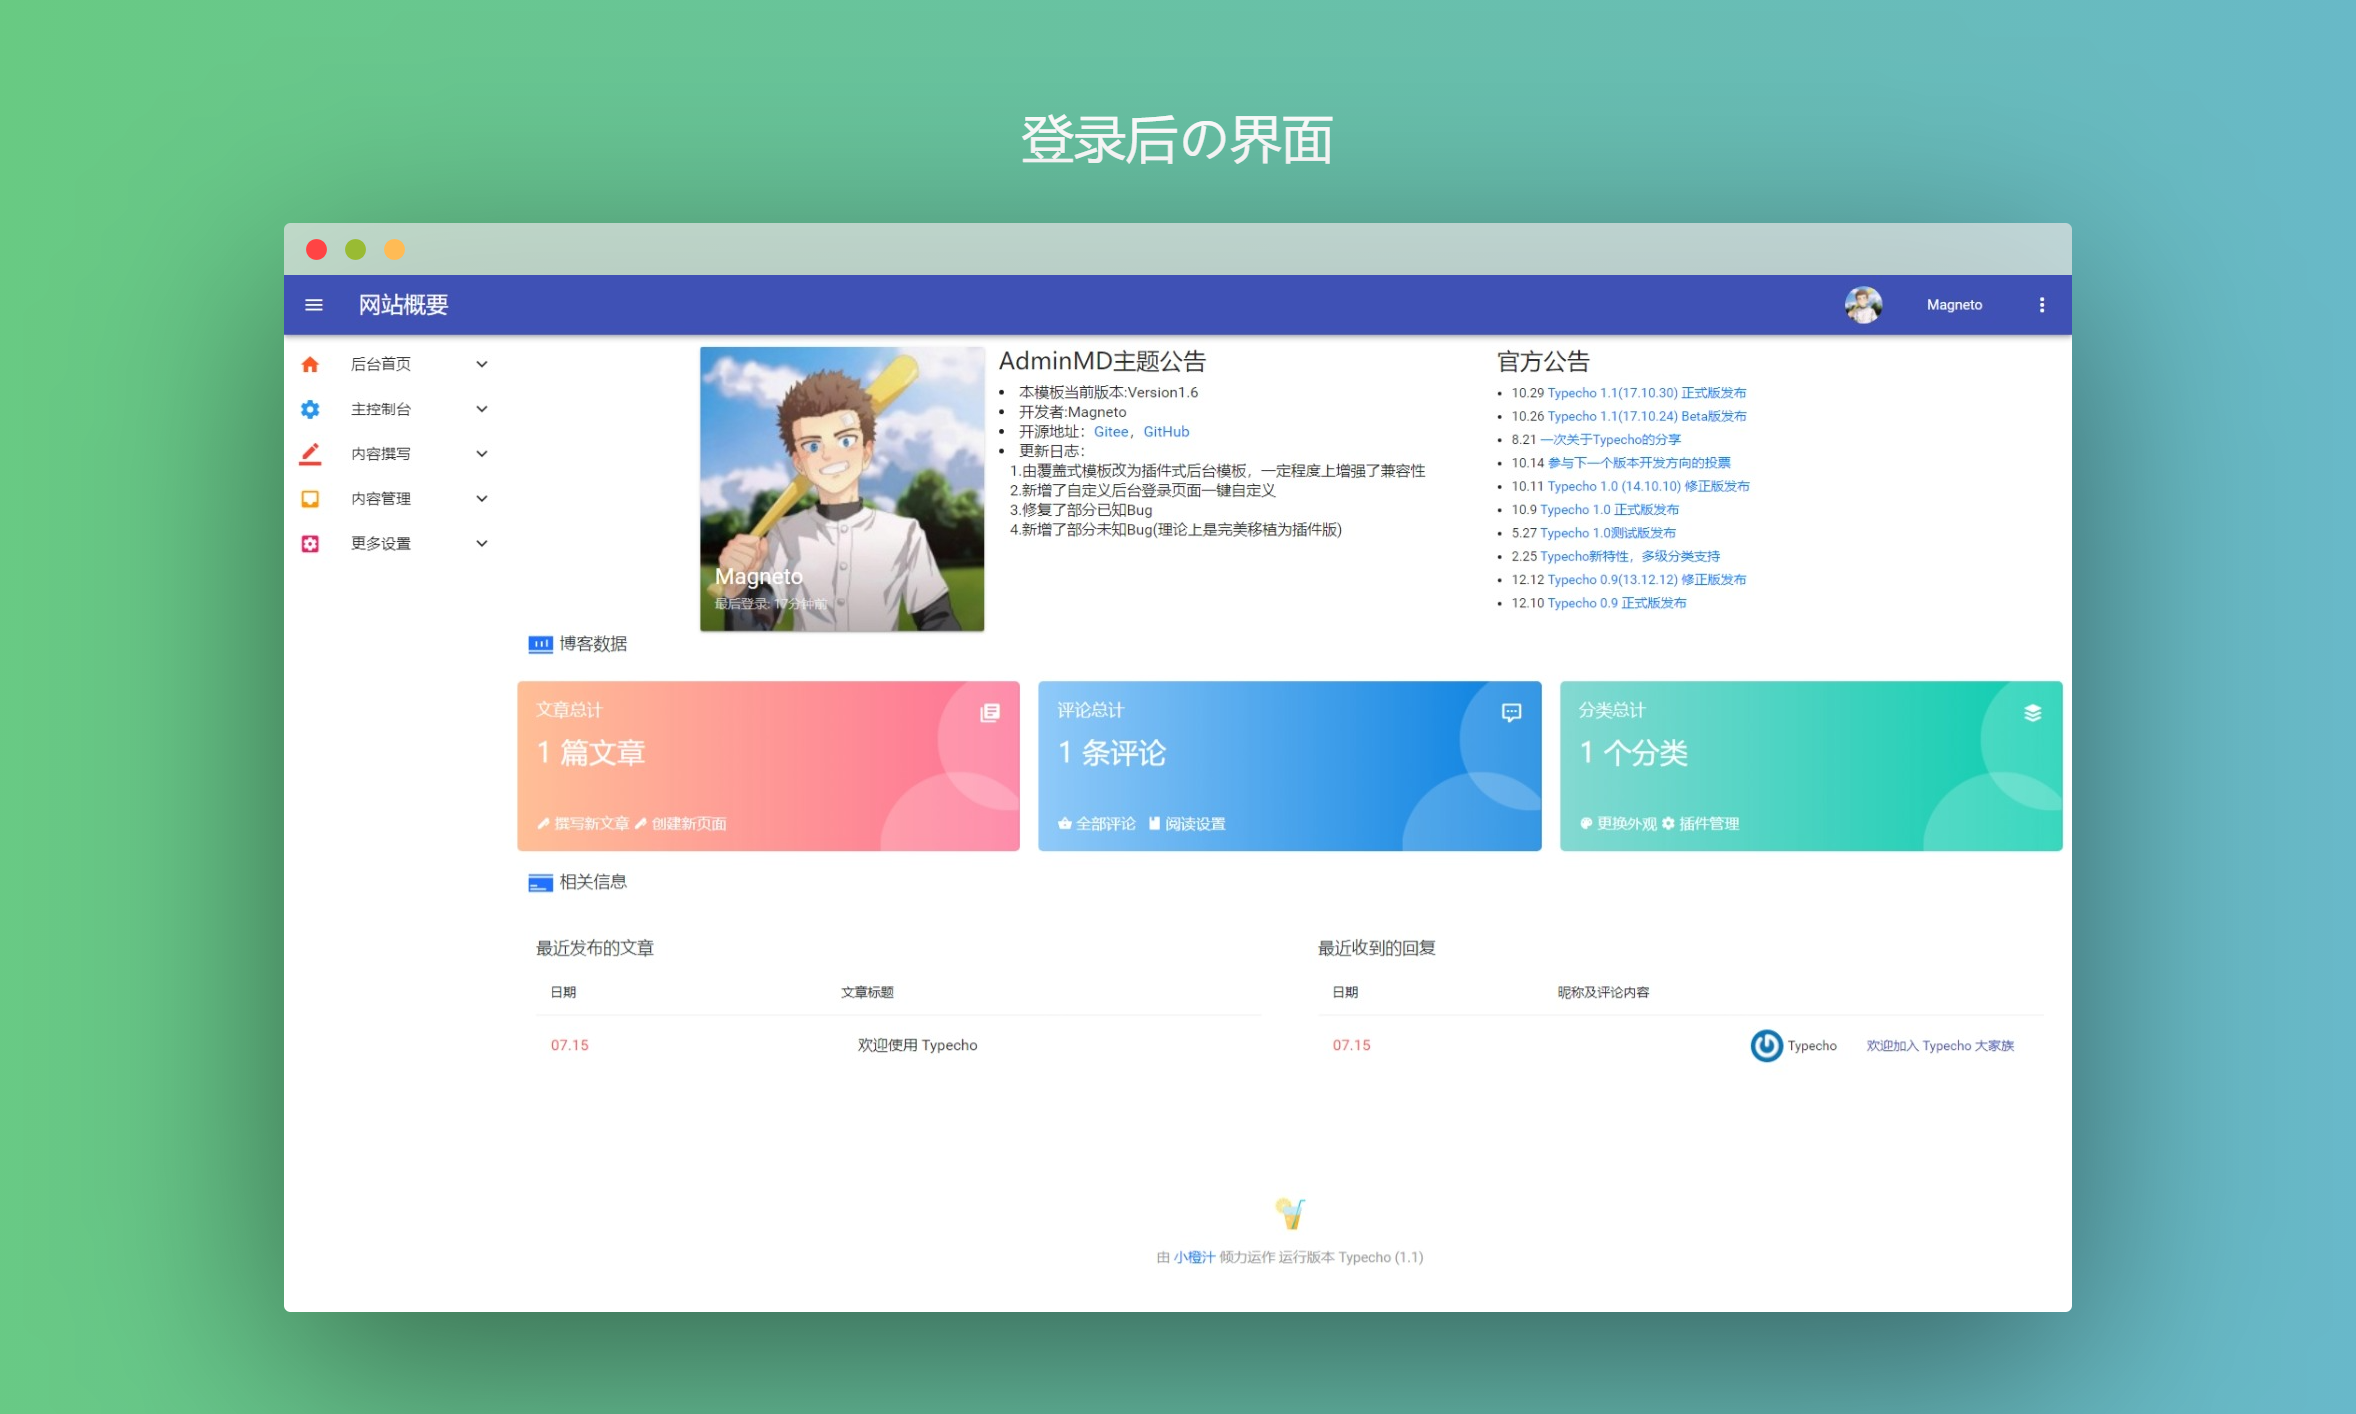 登录后の界面
网站概要
Magneto
后台首页
主控制台
内容撰写
内容管理
更多设置
Magneto
最后登录: 17分钟前
AdminMD主题公告
本模板当前版本:Version1.6
开发者:Magneto
开源地址：Gitee，GitHub
更新日志：
1.由覆盖式模板改为插件式后台模板，一定程度上增强了兼容性
2.新增了自定义后台登录页面一键自定义
3.修复了部分已知Bug
4.新增了部分未知Bug(理论上是完美移植为插件版)
官方公告
10.29 Typecho 1.1(17.10.30) 正式版发布
10.26 Typecho 1.1(17.10.24) Beta版发布
8.21 一次关于Typecho的分享
10.14 参与下一个版本开发方向的投票
10.11 Typecho 1.0 (14.10.10) 修正版发布
10.9 Typecho 1.0 正式版发布
5.27 Typecho 1.0测试版发布
2.25 Typecho新特性，多级分类支持
12.12 Typecho 0.9(13.12.12) 修正版发布
12.10 Typecho 0.9 正式版发布
博客数据
文章总计
1 篇文章
撰写新文章 创建新页面
评论总计
1 条评论
全部评论 阅读设置
分类总计
1 个分类
更换外观 插件管理
相关信息
最近发布的文章
日期 文章标题
07.15 欢迎使用 Typecho
最近收到的回复
日期 昵称及评论内容
07.15 Typecho 欢迎加入 Typecho 大家族
由 小橙汁 倾力运作 运行版本 Typecho (1.1)